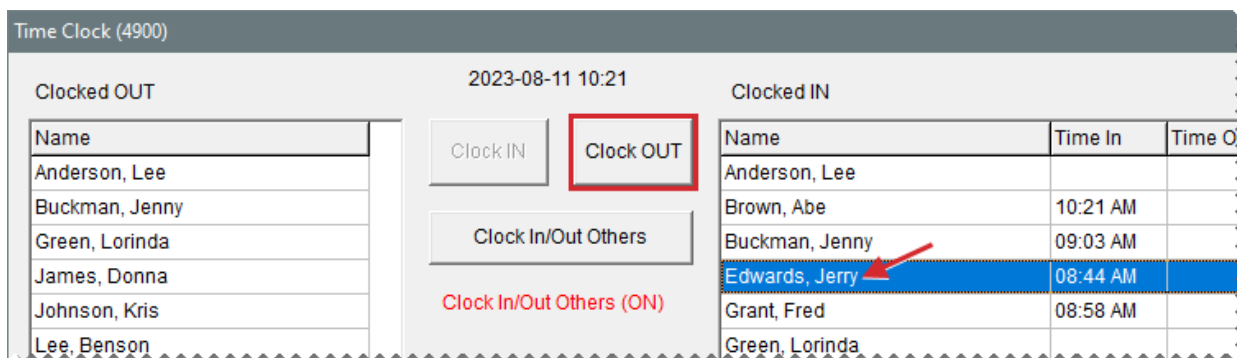 Time Clock (4900)
Clocked OUT
2023-08-11 10:21
Clocked IN
Name
Clock IN
Clock OUT
Name Time In Time O
Anderson, Lee
Buckman, Jenny
Green, Lorinda
James, Donna
Johnson, Kris
Lee, Benson
Clock In/Out Others
Clock In/Out Others (ON)
Anderson, Lee
Brown, Abe 10:21 AM
Buckman, Jenny 09:03 AM
Edwards, Jerry 08:44 AM
Grant, Fred 08:58 AM
Green, Lorinda